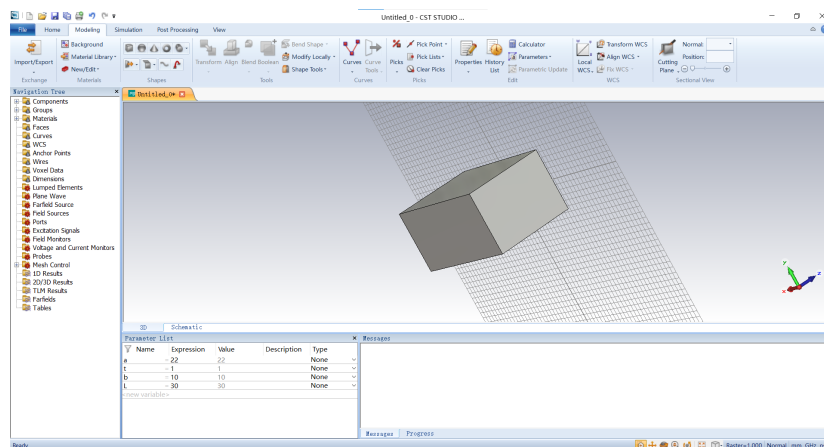 Untitled_0 - CST STUDIO ...
File Home Modeling Simulation Post Processing View
Import/Export
Background
Material Library
New/Edit
Transform Align Blend Boolean
Bend Shape
Modify Locally
Shape Tools
Curves Curve Tools
Picks
Pick Point
Pick Lists
Clear Picks
Properties History List
Calculator
Parameters
Parametric Update
Local WCS
Transform WCS
Align WCS
Fix WCS
Cutting Plane
Normal:
Position:
Exchange Materials Shapes Tools Curves Picks Edit WCS Sectional View
Navigation Tree
Untitled_0*
Components
Groups
Materials
Faces
Curves
WCS
Anchor Points
Wires
Voxel Data
Dimensions
Lumped Elements
Plane Wave
Farfield Source
Field Sources
Ports
Excitation Signals
Field Monitors
Voltage and Current Monitors
Probes
Mesh Control
1D Results
2D/3D Results
TLM Results
Farfields
Tables
y
z
x
3D Schematic
Parameter List
Name Expression Value Description Type
a = 22 22 None
t = 1 1 None
b = 10 10 None
L = 30 30 None
<new variable>
Messages
Messages Progress
Ready
Raster=1.000 Normal mm GHz